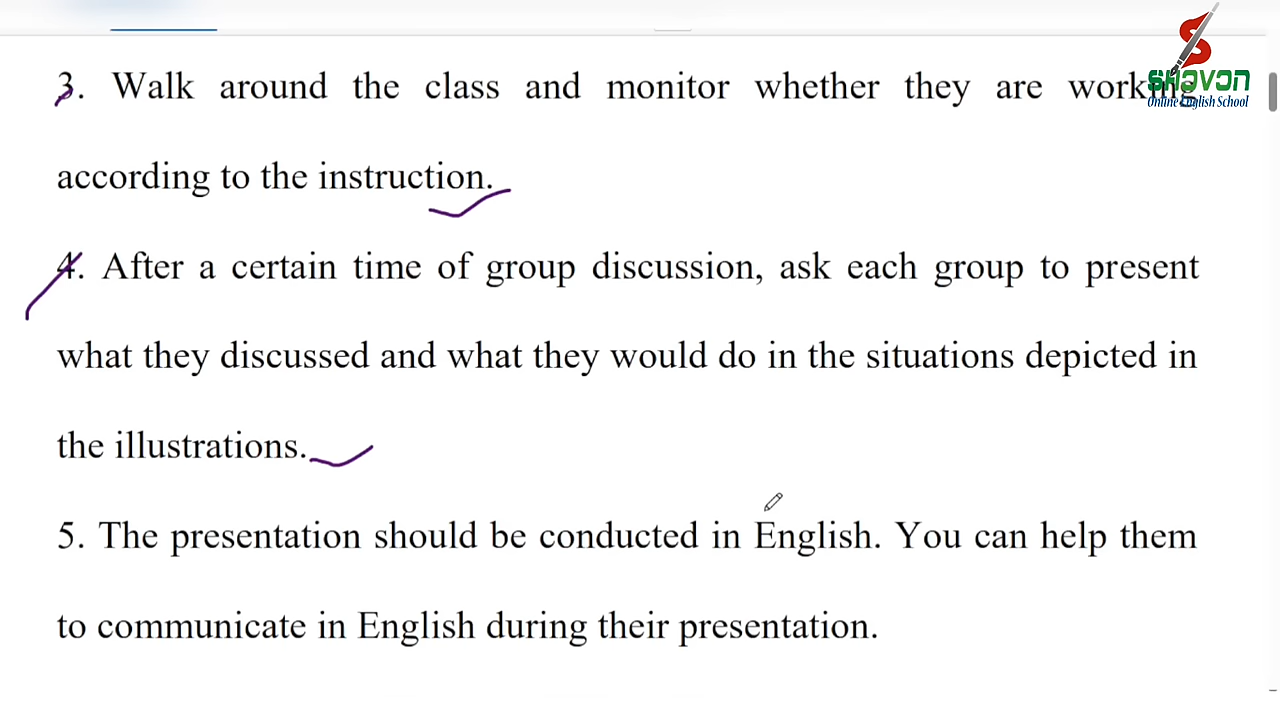 SHOVON
Online English School
3. Walk around the class and monitor whether they are working
according to the instruction.
4. After a certain time of group discussion, ask each group to present
what they discussed and what they would do in the situations depicted in
the illustrations.
5. The presentation should be conducted in English. You can help them
to communicate in English during their presentation.